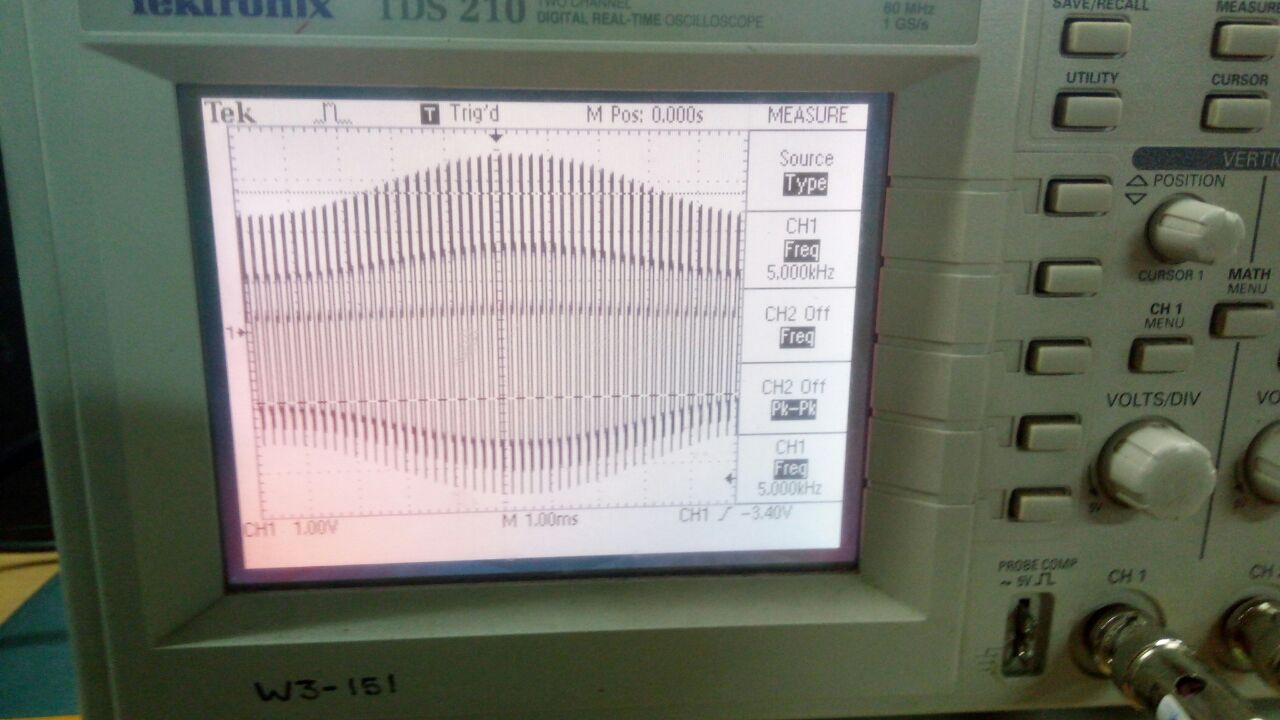 Tektronix TDS 210 TWO CHANNEL
DIGITAL REAL-TIME OSCILLOSCOPE
60 MHz
1 GS/s
SAVE/RECALL
MEASURE
UTILITY
CURSOR
Tek
T Trig'd
M Pos: 0.000s
MEASURE
Source
Type
CH1
Freq
5.000kHz
CH2 Off
Freq
CH2 Off
Pk-Pk
CH1
Freq
5.000kHz
1
CH1 1.00V
M 1.00ms
CH1 -3.40V
POSITION
CURSOR 1
MATH
MENU
CH 1
MENU
VOLTS/DIV
5V
PROBE COMP
~ 5V
CH 1
W3-151